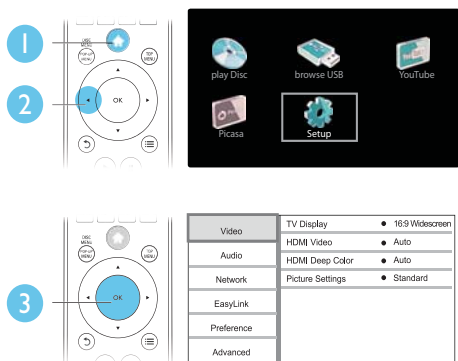 1
DISC
MENU
POP-UP
MENU
TOP
MENU
2
OK
play Disc
browse USB
YouTube
Picasa
Setup
DISC
MENU
POP-UP
MENU
TOP
MENU
3
OK
Video
Audio
Network
EasyLink
Preference
Advanced
TV Display ● 16:9 Widescreen
HDMI Video ● Auto
HDMI Deep Color ● Auto
Picture Settings ● Standard